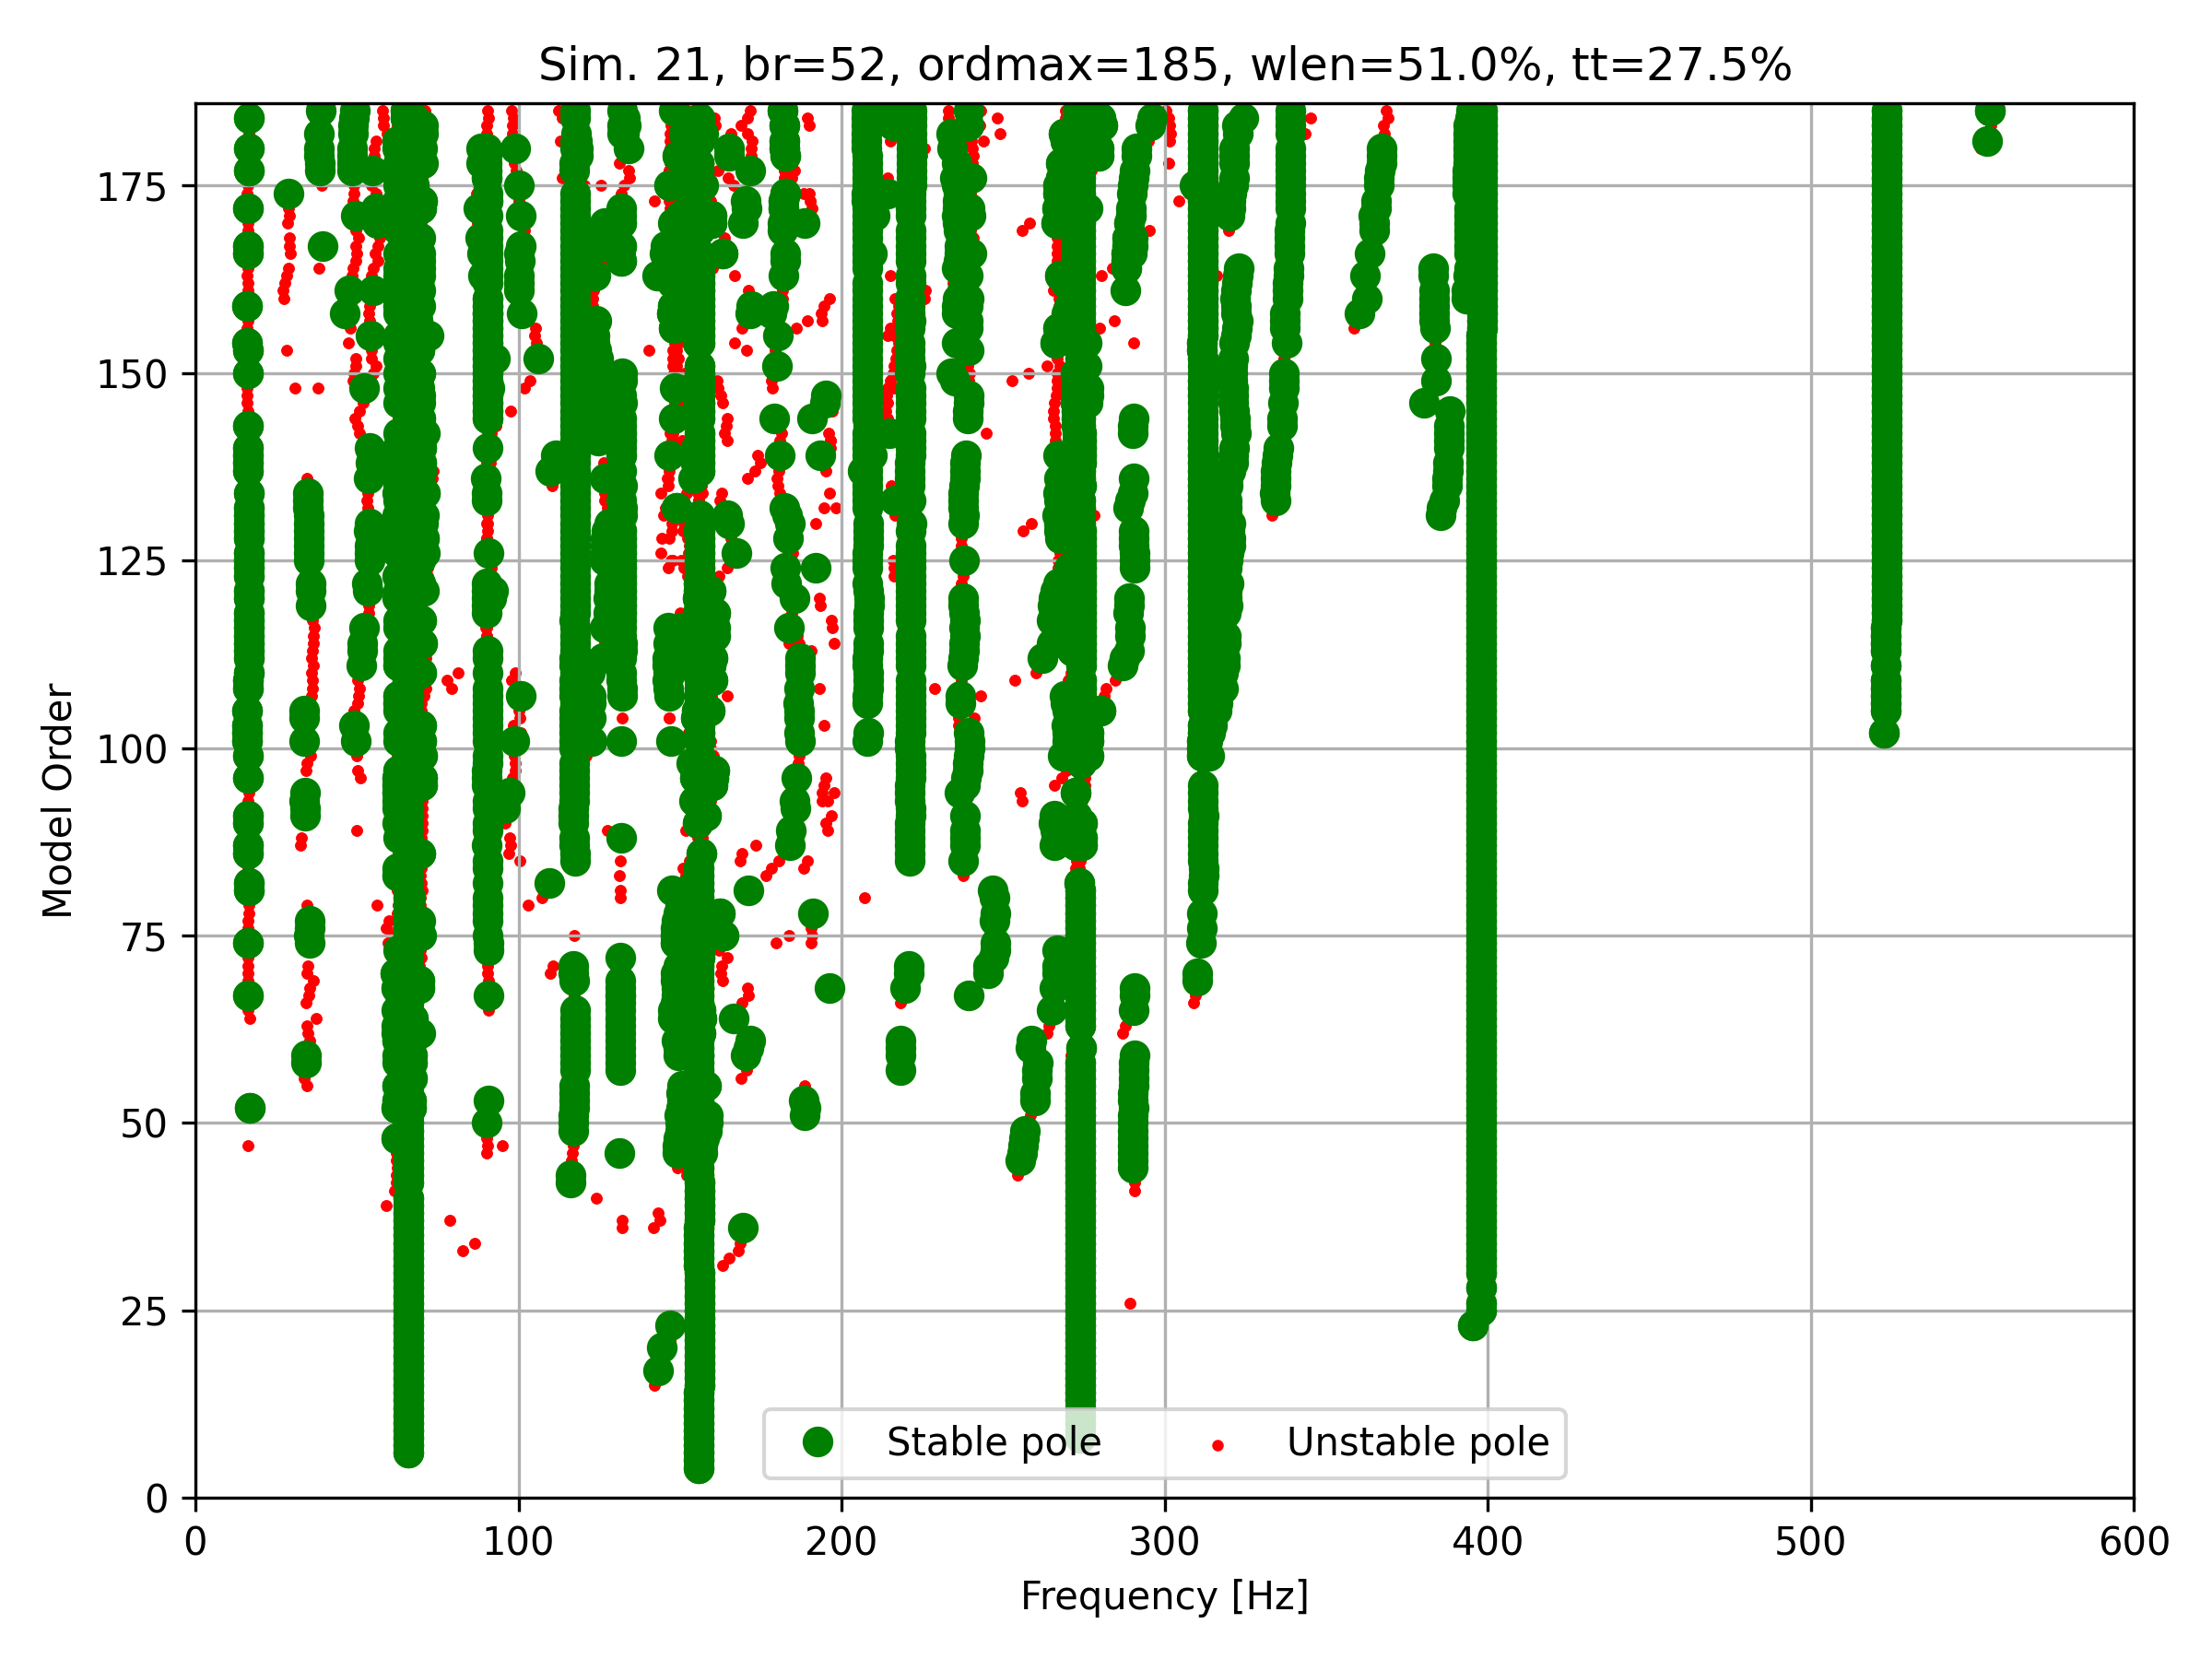 Sim. 21, br=52, ordmax=185, wlen=51.0%, tt=27.5%
Model Order
175
150
125
100
75
50
25
0
Stable pole
Unstable pole
0 100 200 300 400 500 600
Frequency [Hz]